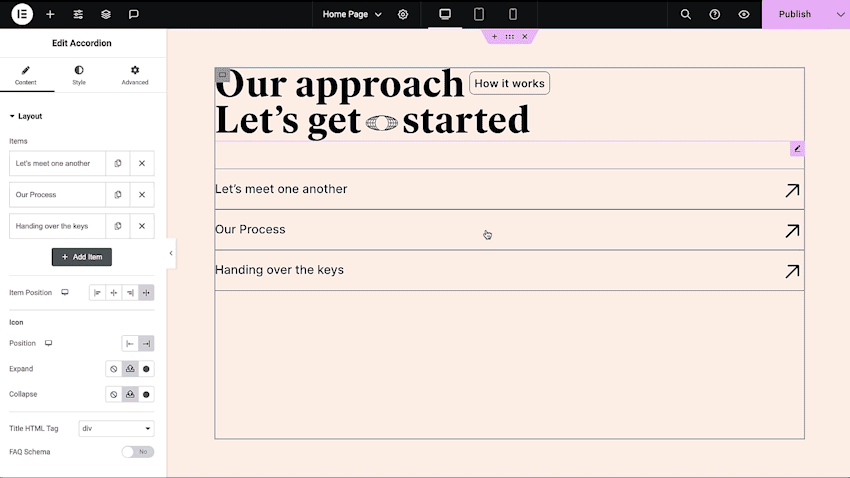 Home Page
Publish
Edit Accordion
Content
Style
Advanced
Layout
Items
Let's meet one another
Our Process
Handing over the keys
+ Add Item
Item Position
Icon
Position
Expand
Collapse
Title HTML Tag
div
FAQ Schema
No
Our approach How it works
Let's get started
Let's meet one another
Our Process
Handing over the keys